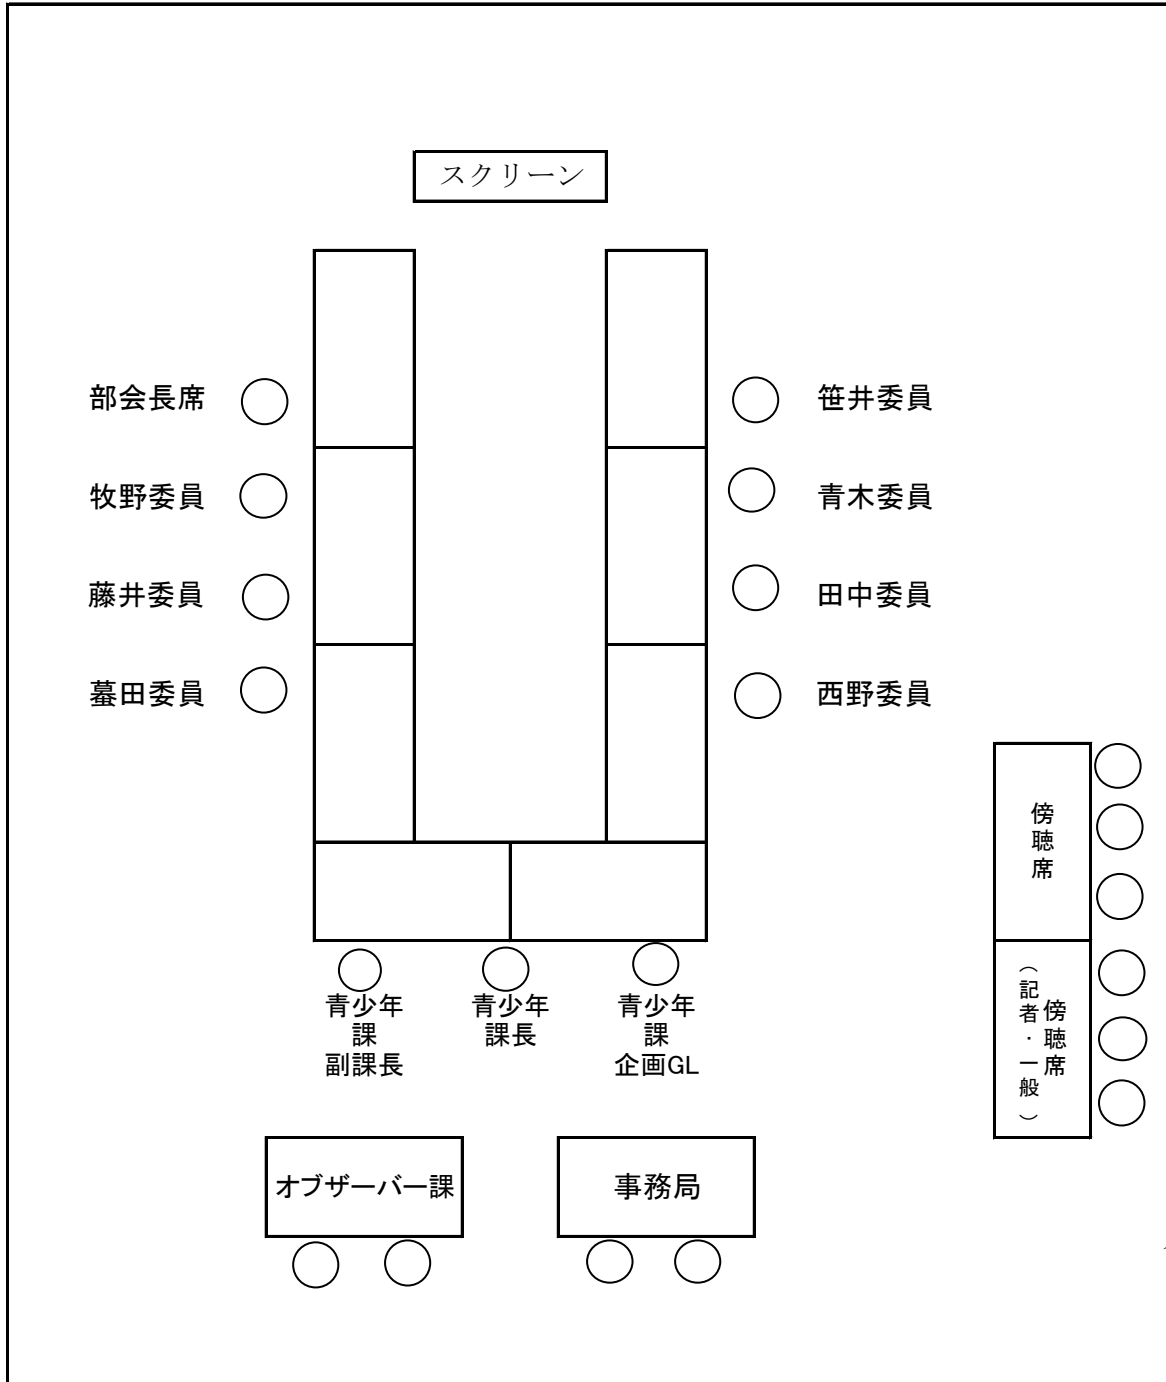 スクリーン
部会長席
笹井委員
牧野委員
青木委員
藤井委員
田中委員
蟇田委員
西野委員
傍聴席
傍聴席
（記者・一般）
青少年
課
副課長
青少年
課長
青少年
課
企画GL
オブザーバー課
事務局